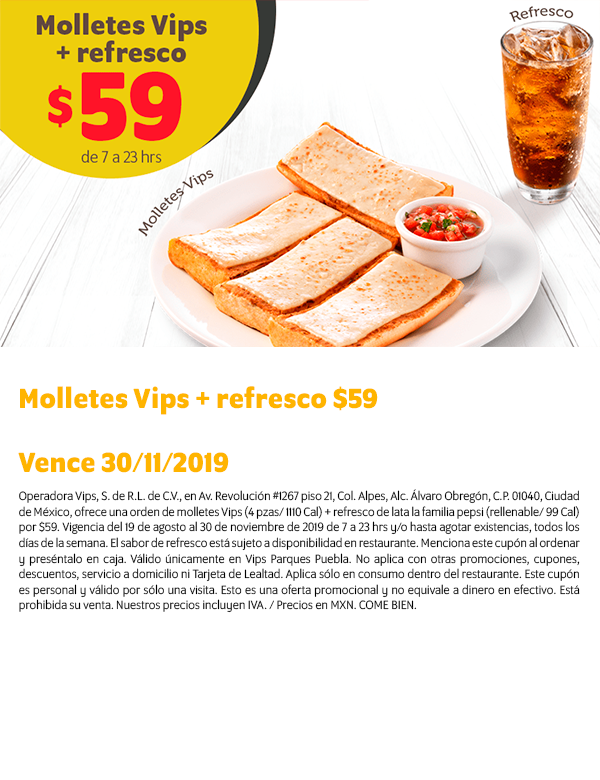 Molletes Vips
+ refresco
$59
de 7 a 23 hrs
Refresco
Molletes Vips
Molletes Vips + refresco $59
Vence 30/11/2019
Operadora Vips, S. de R.L. de C.V., en Av. Revolución #1267 piso 21, Col. Alpes, Alc. Álvaro Obregón, C.P. 01040, Ciudad
de México, ofrece una orden de molletes Vips (4 pzas/ 1110 Cal) + refresco de lata la familia pepsi (rellenable/ 99 Cal)
por $59. Vigencia del 19 de agosto al 30 de noviembre de 2019 de 7 a 23 hrs y/o hasta agotar existencias, todos los
días de la semana. El sabor de refresco está sujeto a disponibilidad en restaurante. Menciona este cupón al ordenar
y preséntalo en caja. Válido únicamente en Vips Parques Puebla. No aplica con otras promociones, cupones,
descuentos, servicio a domicilio ni Tarjeta de Lealtad. Aplica sólo en consumo dentro del restaurante. Este cupón
es personal y válido por sólo una visita. Esto es una oferta promocional y no equivale a dinero en efectivo. Está
prohibida su venta. Nuestros precios incluyen IVA. / Precios en MXN. COME BIEN.